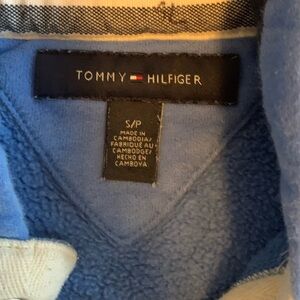 TOMMY HILFIGER
S/P
MADE IN
CAMBODIA/
FABRIQUÉ AU
CAMBODGE/
HECHO EN
CAMBOYA